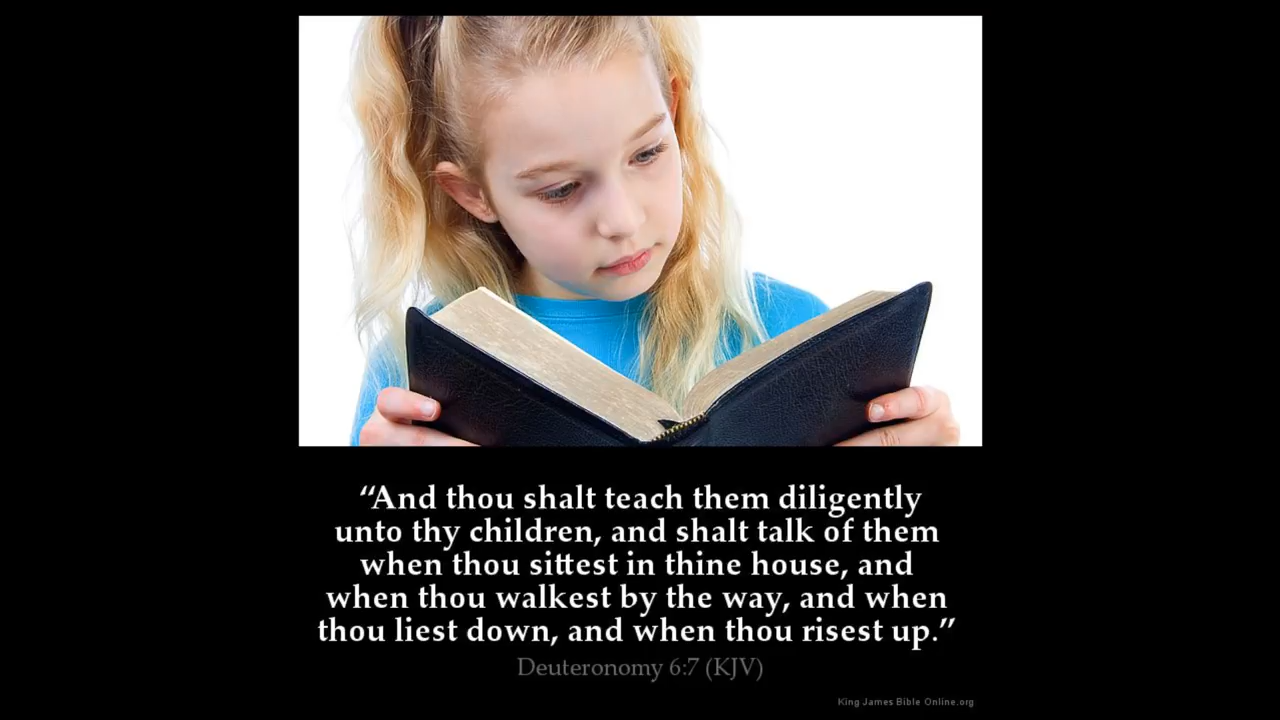 “And thou shalt teach them diligently
unto thy children, and shalt talk of them
when thou sittest in thine house, and
when thou walkest by the way, and when
thou liest down, and when thou risest up.”
Deuteronomy 6:7 (KJV)
King James Bible Online.org